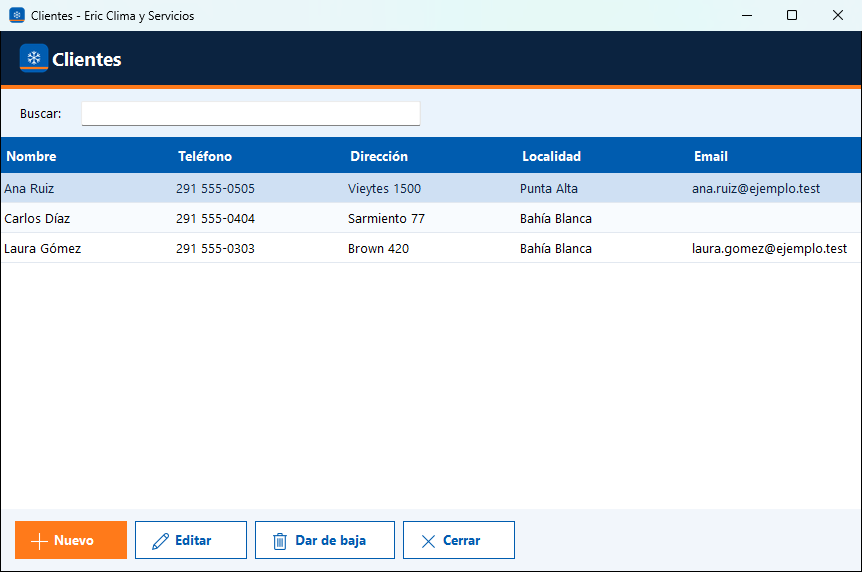 Clientes - Eric Clima y Servicios
Clientes
Buscar:
Nombre Teléfono Dirección Localidad Email
Ana Ruiz 291 555-0505 Vieytes 1500 Punta Alta ana.ruiz@ejemplo.test
Carlos Díaz 291 555-0404 Sarmiento 77 Bahía Blanca
Laura Gómez 291 555-0303 Brown 420 Bahía Blanca laura.gomez@ejemplo.test
Nuevo Editar Dar de baja Cerrar